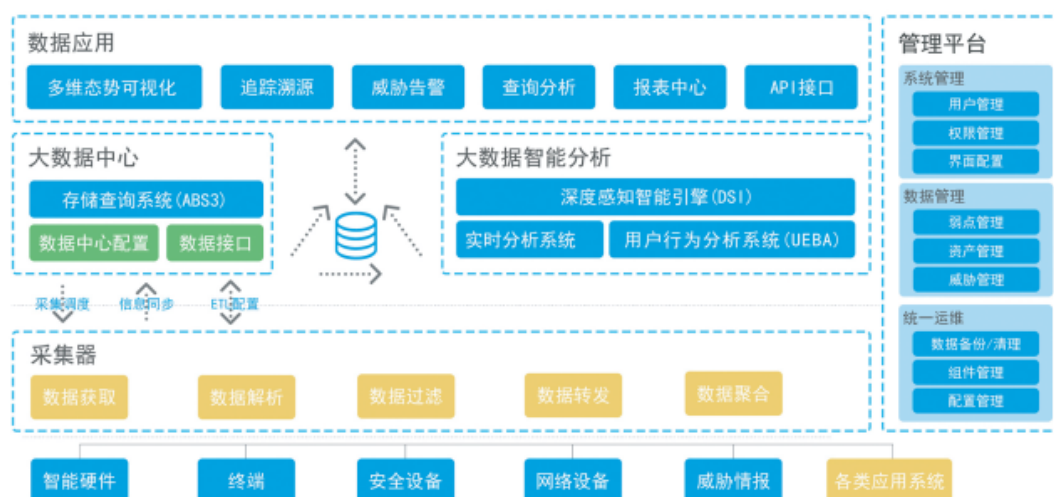 数据应用
多维态势可视化 追踪溯源 威胁告警 查询分析 报表中心 API接口
大数据中心
存储查询系统(ABS3)
数据中心配置 数据接口
大数据智能分析
深度感知智能引擎(DSI)
实时分析系统 用户行为分析系统(UEBA)
采集调度 信息同步 ETL配置
采集器
数据获取 数据解析 数据过滤 数据转发 数据聚合
智能硬件 终端 安全设备 网络设备 威胁情报 各类应用系统
管理平台
系统管理
用户管理
权限管理
界面配置
数据管理
弱点管理
资产管理
威胁管理
统一运维
数据备份/清理
组件管理
配置管理